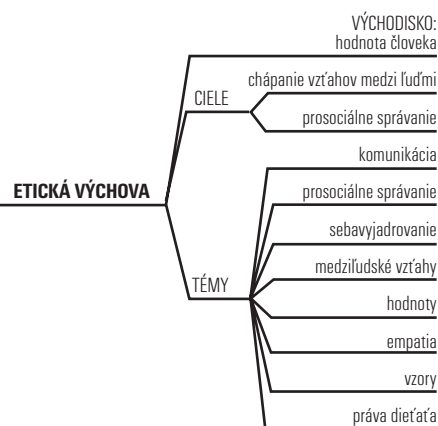 VÝCHODISKO:
hodnota človeka
chápanie vzťahov medzi ľuďmi
CIELE
prosociálne správanie
komunikácia
ETICKÁ VÝCHOVA
prosociálne správanie
sebavyjadrovanie
medziľudské vzťahy
TÉMY
hodnoty
empatia
vzory
práva dieťaťa